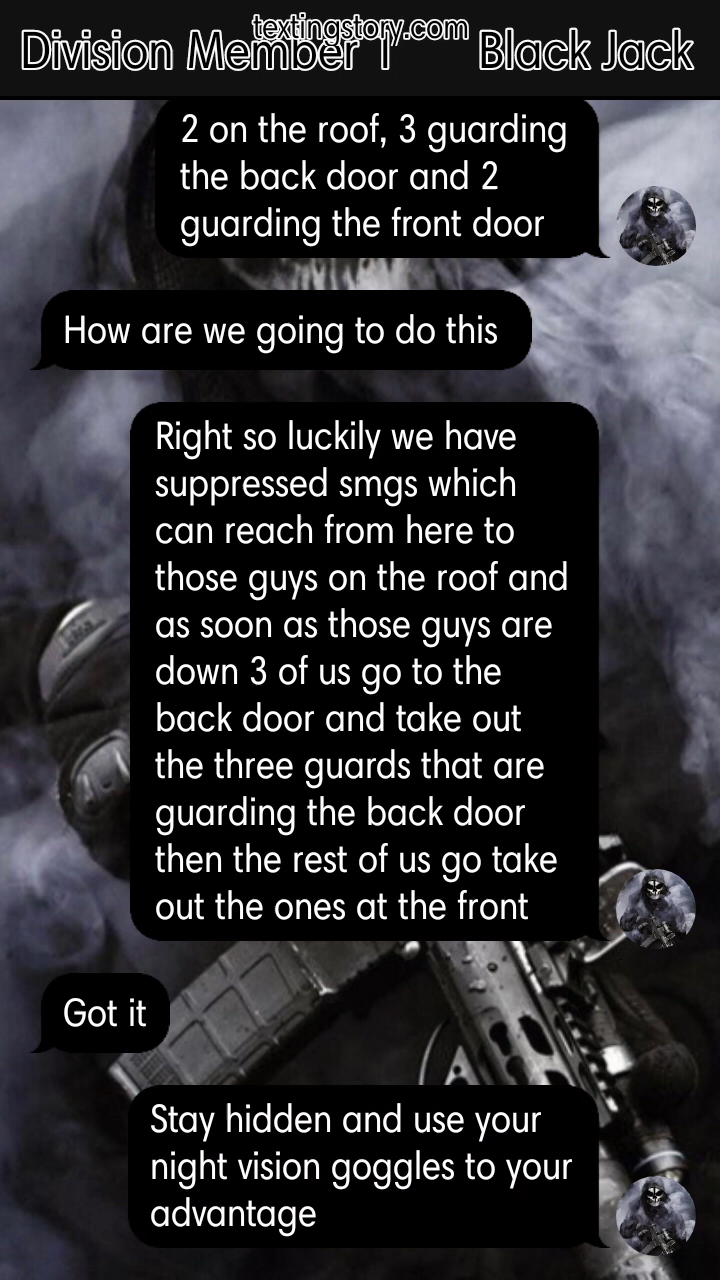 textingstory.com
Division Member 1
Black Jack
2 on the roof, 3 guarding
the back door and 2
guarding the front door
How are we going to do this
Right so luckily we have
suppressed smgs which
can reach from here to
those guys on the roof and
as soon as those guys are
down 3 of us go to the
back door and take out
the three guards that are
guarding the back door
then the rest of us go take
out the ones at the front
Got it
Stay hidden and use your
night vision goggles to your
advantage